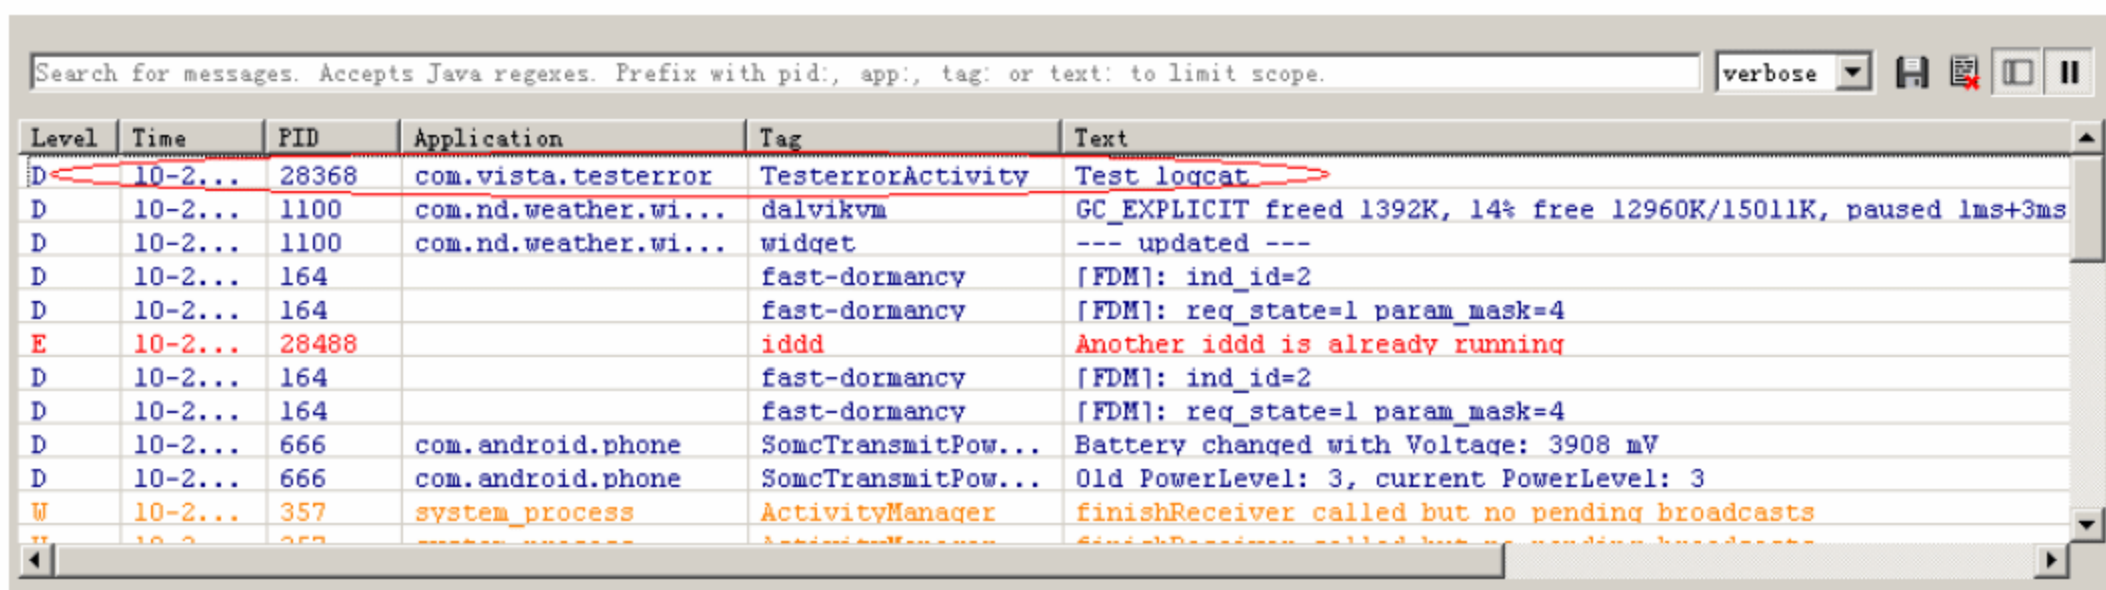 Search for messages. Accepts Java regexes. Prefix with pid:, app:, tag: or text: to limit scope. verbose
Level Time PID Application Tag Text
D 10-2... 28368 com.vista.testerror TesterrorActivity Test logcat
D 10-2... 1100 com.nd.weather.wi... dalvikvm GC_EXPLICIT freed 1392K, 14% free 12960K/15011K, paused 1ms+3ms
D 10-2... 1100 com.nd.weather.wi... widget --- updated ---
D 10-2... 164 fast-dormancy [FDM]: ind_id=2
D 10-2... 164 fast-dormancy [FDM]: req_state=1 param_mask=4
E 10-2... 28488 iddd Another iddd is already running
D 10-2... 164 fast-dormancy [FDM]: ind_id=2
D 10-2... 164 fast-dormancy [FDM]: req_state=1 param_mask=4
D 10-2... 666 com.android.phone SomcTransmitPow... Battery changed with Voltage: 3908 mV
D 10-2... 666 com.android.phone SomcTransmitPow... Old PowerLevel: 3, current PowerLevel: 3
W 10-2... 357 system_process ActivityManager finishReceiver called but no pending broadcasts